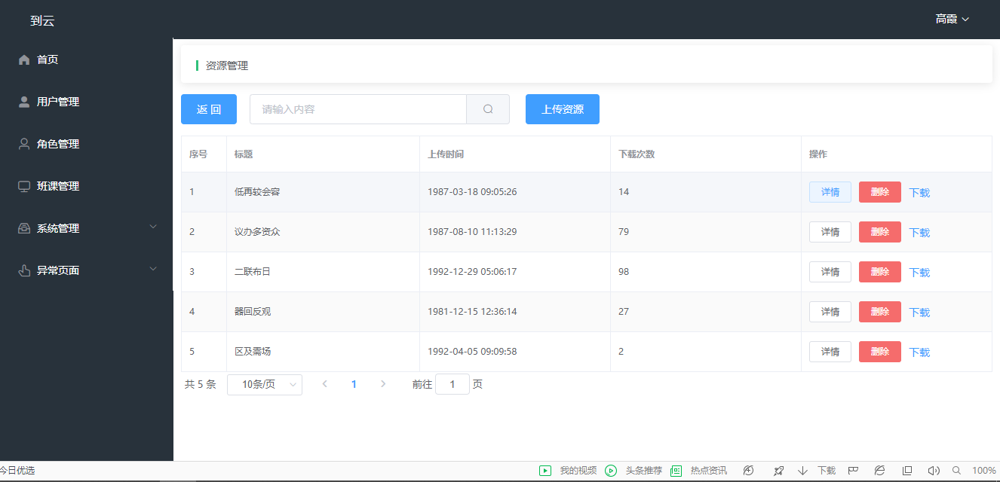 到云
高霞
首页
用户管理
角色管理
班课管理
系统管理
异常页面
资源管理
返 回 请输入内容 上传资源
序号 标题 上传时间 下载次数 操作
1 低再较会容 1987-03-18 09:05:26 14 详情 删除 下载
2 议办多资众 1987-08-10 11:13:29 79 详情 删除 下载
3 二联布日 1992-12-29 05:06:17 98 详情 删除 下载
4 器回反观 1981-12-15 12:36:14 27 详情 删除 下载
5 区及需场 1992-04-05 09:09:58 2 详情 删除 下载
共 5 条 10条/页 1 前往 1 页
今日优选 我的视频 头条推荐 热点资讯 下载 100%